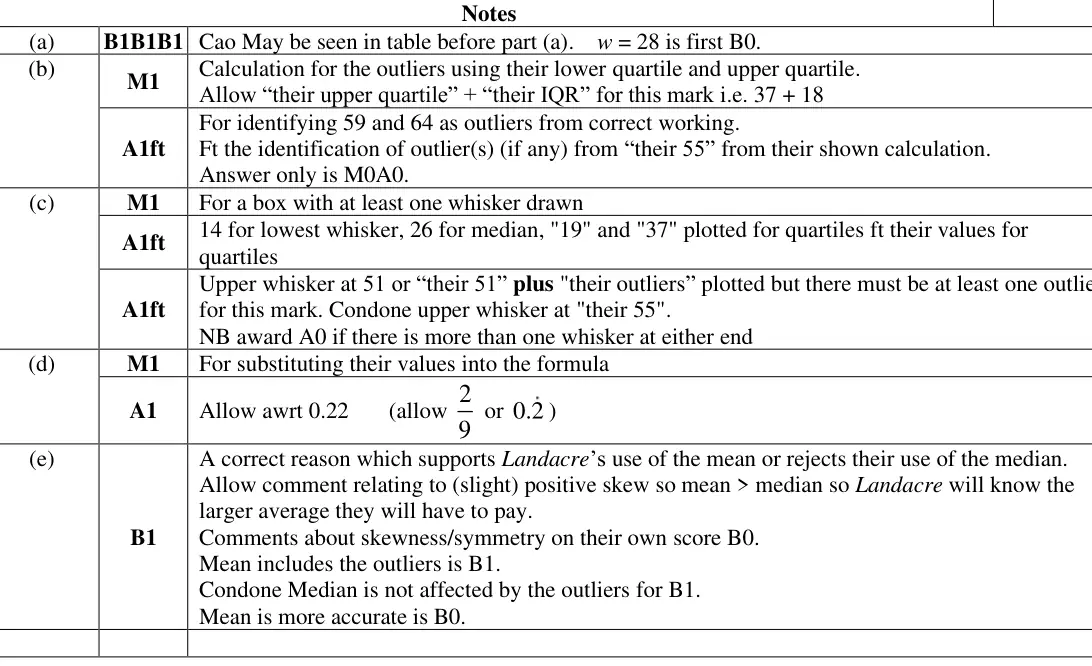 Notes
(a) B1B1B1 Cao May be seen in table before part (a). w = 28 is first B0.
(b) M1 Calculation for the outliers using their lower quartile and upper quartile.
Allow “their upper quartile” + “their IQR” for this mark i.e. 37 + 18
A1ft For identifying 59 and 64 as outliers from correct working.
Ft the identification of outlier(s) (if any) from “their 55” from their shown calculation.
Answer only is M0A0.
(c) M1 For a box with at least one whisker drawn
A1ft 14 for lowest whisker, 26 for median, "19" and "37" plotted for quartiles ft their values for
quartiles
A1ft Upper whisker at 51 or “their 51” plus "their outliers” plotted but there must be at least one outlie
for this mark. Condone upper whisker at "their 55".
NB award A0 if there is more than one whisker at either end
(d) M1 For substituting their values into the formula
A1 Allow awrt 0.22 (allow 2/9 or 0.2̇ )
(e) B1 A correct reason which supports Landacre’s use of the mean or rejects their use of the median.
Allow comment relating to (slight) positive skew so mean > median so Landacre will know the
larger average they will have to pay.
Comments about skewness/symmetry on their own score B0.
Mean includes the outliers is B1.
Condone Median is not affected by the outliers for B1.
Mean is more accurate is B0.